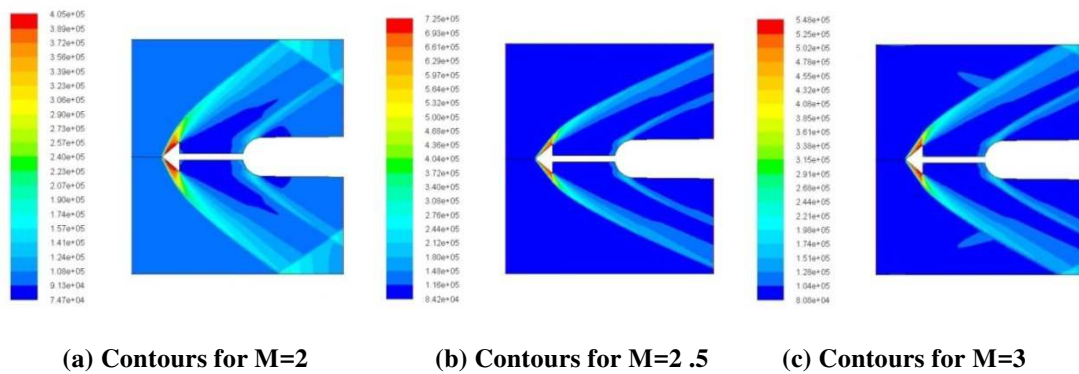 4.05e+05
3.89e+05
3.72e+05
3.56e+05
3.39e+05
3.23e+05
3.06e+05
2.90e+05
2.73e+05
2.57e+05
2.40e+05
2.23e+05
2.07e+05
1.90e+05
1.74e+05
1.57e+05
1.41e+05
1.24e+05
1.08e+05
9.13e+04
7.47e+04
7.25e+05
6.93e+05
6.61e+05
6.29e+05
5.97e+05
5.64e+05
5.32e+05
5.00e+05
4.68e+05
4.36e+05
4.04e+05
3.72e+05
3.40e+05
3.08e+05
2.76e+05
2.44e+05
2.12e+05
1.80e+05
1.48e+05
1.16e+05
8.42e+04
5.48e+05
5.25e+05
5.02e+05
4.78e+05
4.55e+05
4.32e+05
4.08e+05
3.85e+05
3.61e+05
3.38e+05
3.15e+05
2.91e+05
2.68e+05
2.44e+05
2.21e+05
1.98e+05
1.74e+05
1.51e+05
1.28e+05
1.04e+05
8.08e+04
(a) Contours for M=2
(b) Contours for M=2 .5
(c) Contours for M=3